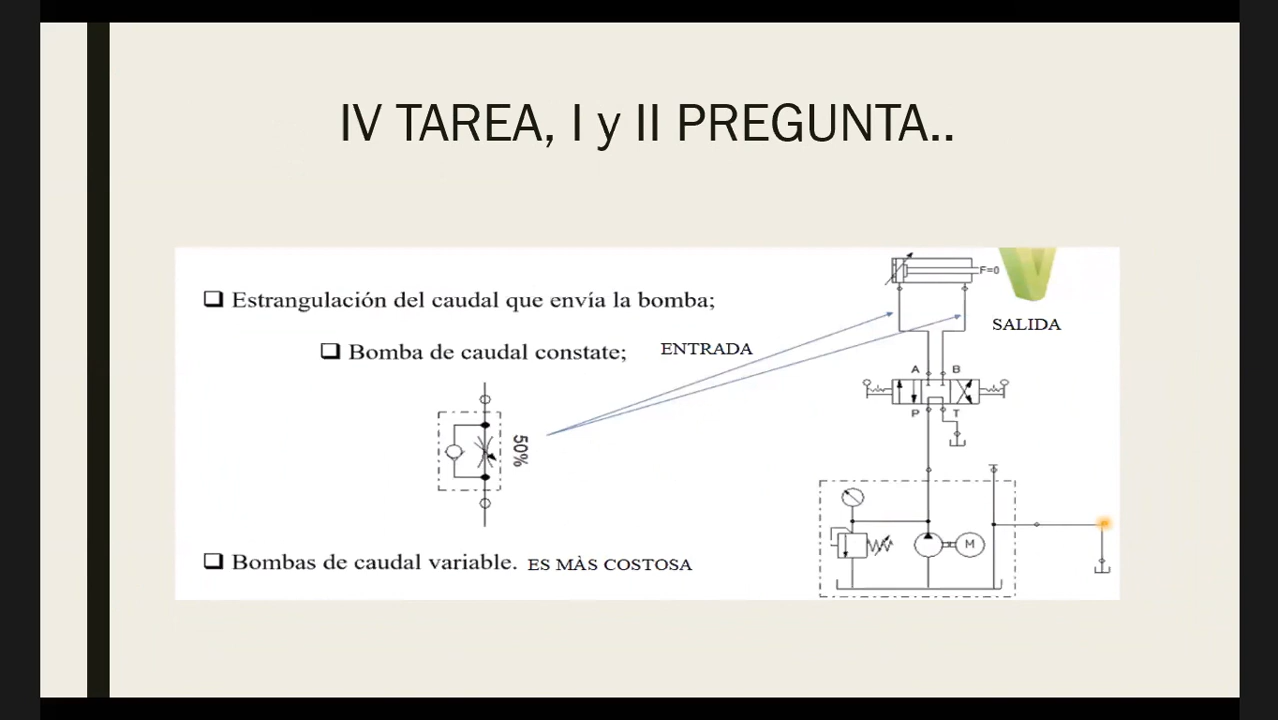 IV TAREA, I y II PREGUNTA..
Estrangulación del caudal que envía la bomba;
Bomba de caudal constate;
ENTRADA
50%
Bombas de caudal variable. ES MÀS COSTOSA
F=0
SALIDA
A B
P T
M